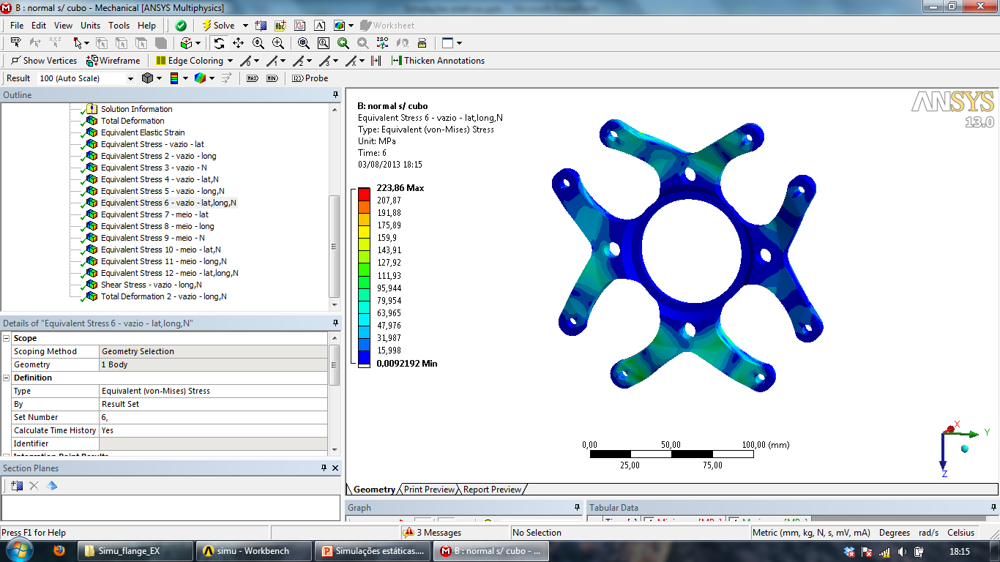 B : normal s/ cubo - Mechanical [ANSYS Multiphysics]
File Edit View Units Tools Help Solve Worksheet
Show Vertices Wireframe Edge Coloring Thicken Annotations
Result 100 (Auto Scale) MAX MIN Probe
Outline
Solution Information
Total Deformation
Equivalent Elastic Strain
Equivalent Stress - vazio - lat
Equivalent Stress 2 - vazio - long
Equivalent Stress 3 - vazio - N
Equivalent Stress 4 - vazio - lat,N
Equivalent Stress 5 - vazio - long,N
Equivalent Stress 6 - vazio - lat,long,N
Equivalent Stress 7 - meio - lat
Equivalent Stress 8 - meio - long
Equivalent Stress 9 - meio - N
Equivalent Stress 10 - meio - lat,N
Equivalent Stress 11 - meio - long,N
Equivalent Stress 12 - meio - lat,long,N
Shear Stress - vazio - long,N
Total Deformation 2 - vazio - long,N
Details of "Equivalent Stress 6 - vazio - lat,long,N"
Scope
Scoping Method Geometry Selection
Geometry 1 Body
Definition
Type Equivalent (von-Mises) Stress
By Result Set
Set Number 6,
Calculate Time History Yes
Identifier
Integration Point Results
Section Planes
B: normal s/ cubo
Equivalent Stress 6 - vazio - lat,long,N
Type: Equivalent (von-Mises) Stress
Unit: MPa
Time: 6
03/08/2013 18:15
223,86 Max
207,87
191,88
175,89
159,9
143,91
127,92
111,93
95,944
79,954
63,965
47,976
31,987
15,998
0,0092192 Min
ANSYS
13.0
0,00 50,00 100,00 (mm)
25,00 75,00
X
Y
Z
Geometry Print Preview Report Preview
Graph
Tabular Data
Press F1 for Help 3 Messages No Selection Metric (mm, kg, N, s, mV, mA) Degrees rad/s Celsius
Simu_flange_EX simu - Workbench Simulações estáticas.... B : normal s/ cubo - ... 18:15